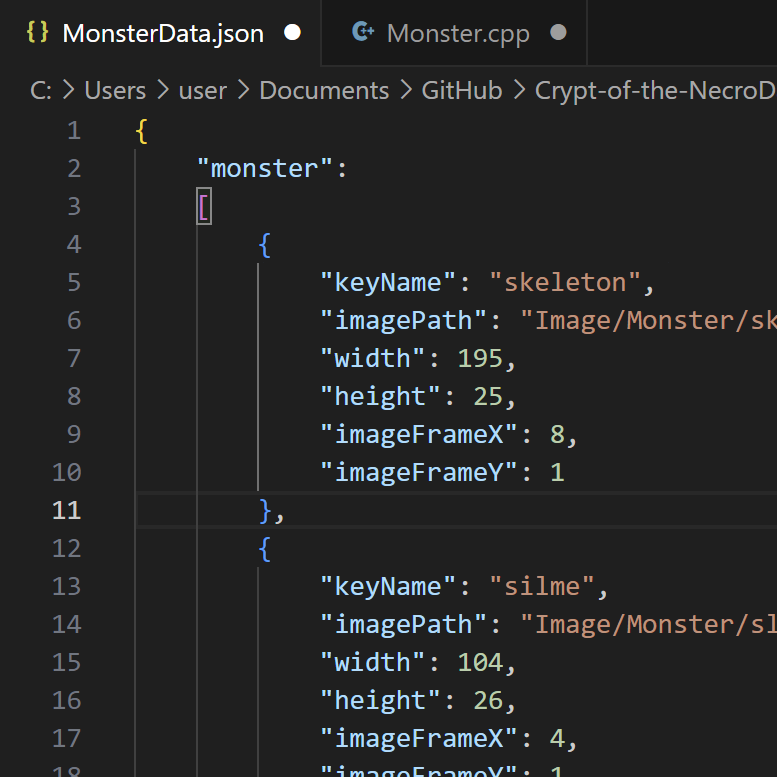 {} MonsterData.json Monster.cpp
C: > Users > user > Documents > GitHub > Crypt-of-the-NecroD
1 {
2 "monster":
3 [
4 {
5 "keyName": "skeleton",
6 "imagePath": "Image/Monster/sk
7 "width": 195,
8 "height": 25,
9 "imageFrameX": 8,
10 "imageFrameY": 1
11 },
12 {
13 "keyName": "silme",
14 "imagePath": "Image/Monster/sl
15 "width": 104,
16 "height": 26,
17 "imageFrameX": 4,
18 "imageFrameY": 1